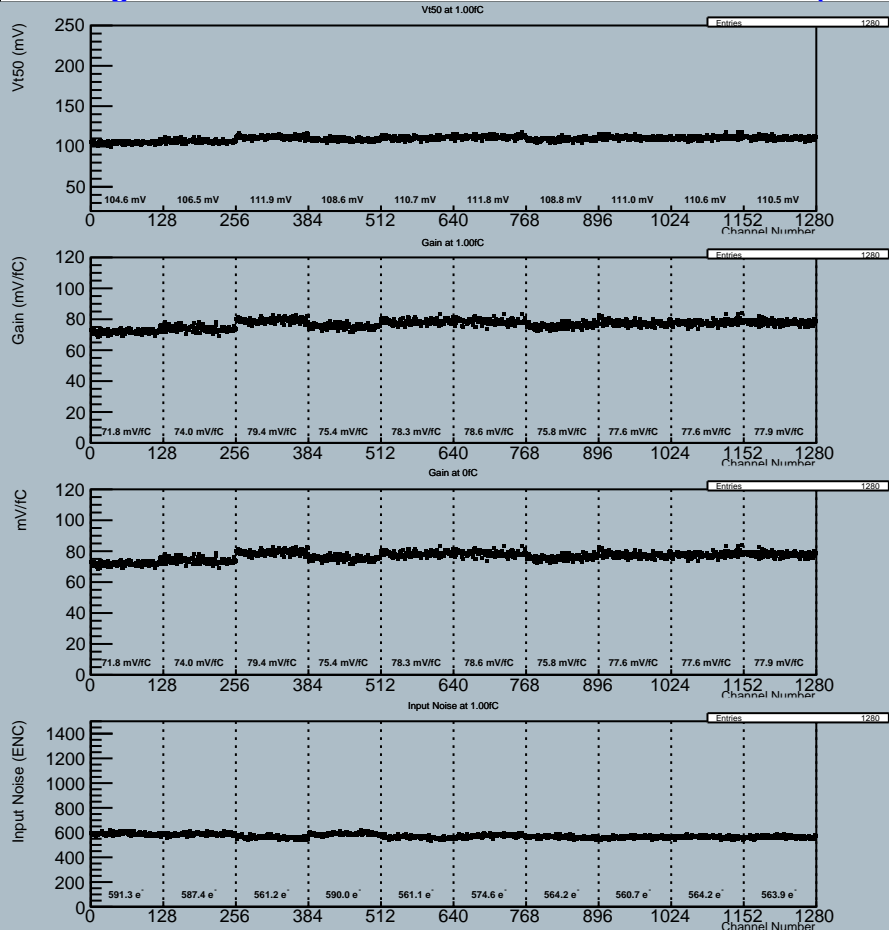 Vt50 at 1.00fC
Entries 1280
Vt50 (mV)
250
200
150
100
50
104.6 mV 106.5 mV 111.9 mV 108.6 mV 110.7 mV 111.8 mV 108.8 mV 111.0 mV 110.6 mV 110.5 mV
0 128 256 384 512 640 768 896 1024 1152 1280
Channel Number
Gain at 1.00fC
Entries 1280
Gain (mV/fC)
120
100
80
60
40
20
0
71.8 mV/fC 74.0 mV/fC 79.4 mV/fC 75.4 mV/fC 78.3 mV/fC 78.6 mV/fC 75.8 mV/fC 77.6 mV/fC 77.6 mV/fC 77.9 mV/fC
0 128 256 384 512 640 768 896 1024 1152 1280
Channel Number
Gain at 0fC
Entries 1280
mV/fC
120
100
80
60
40
20
0
71.8 mV/fC 74.0 mV/fC 79.4 mV/fC 75.4 mV/fC 78.3 mV/fC 78.6 mV/fC 75.8 mV/fC 77.6 mV/fC 77.6 mV/fC 77.9 mV/fC
0 128 256 384 512 640 768 896 1024 1152 1280
Channel Number
Input Noise at 1.00fC
Entries 1280
Input Noise (ENC)
1400
1200
1000
800
600
400
200
0
591.3 e- 587.4 e- 561.2 e- 590.0 e- 561.1 e- 574.6 e- 564.2 e- 560.7 e- 564.2 e- 563.9 e-
0 128 256 384 512 640 768 896 1024 1152 1280
Channel Number